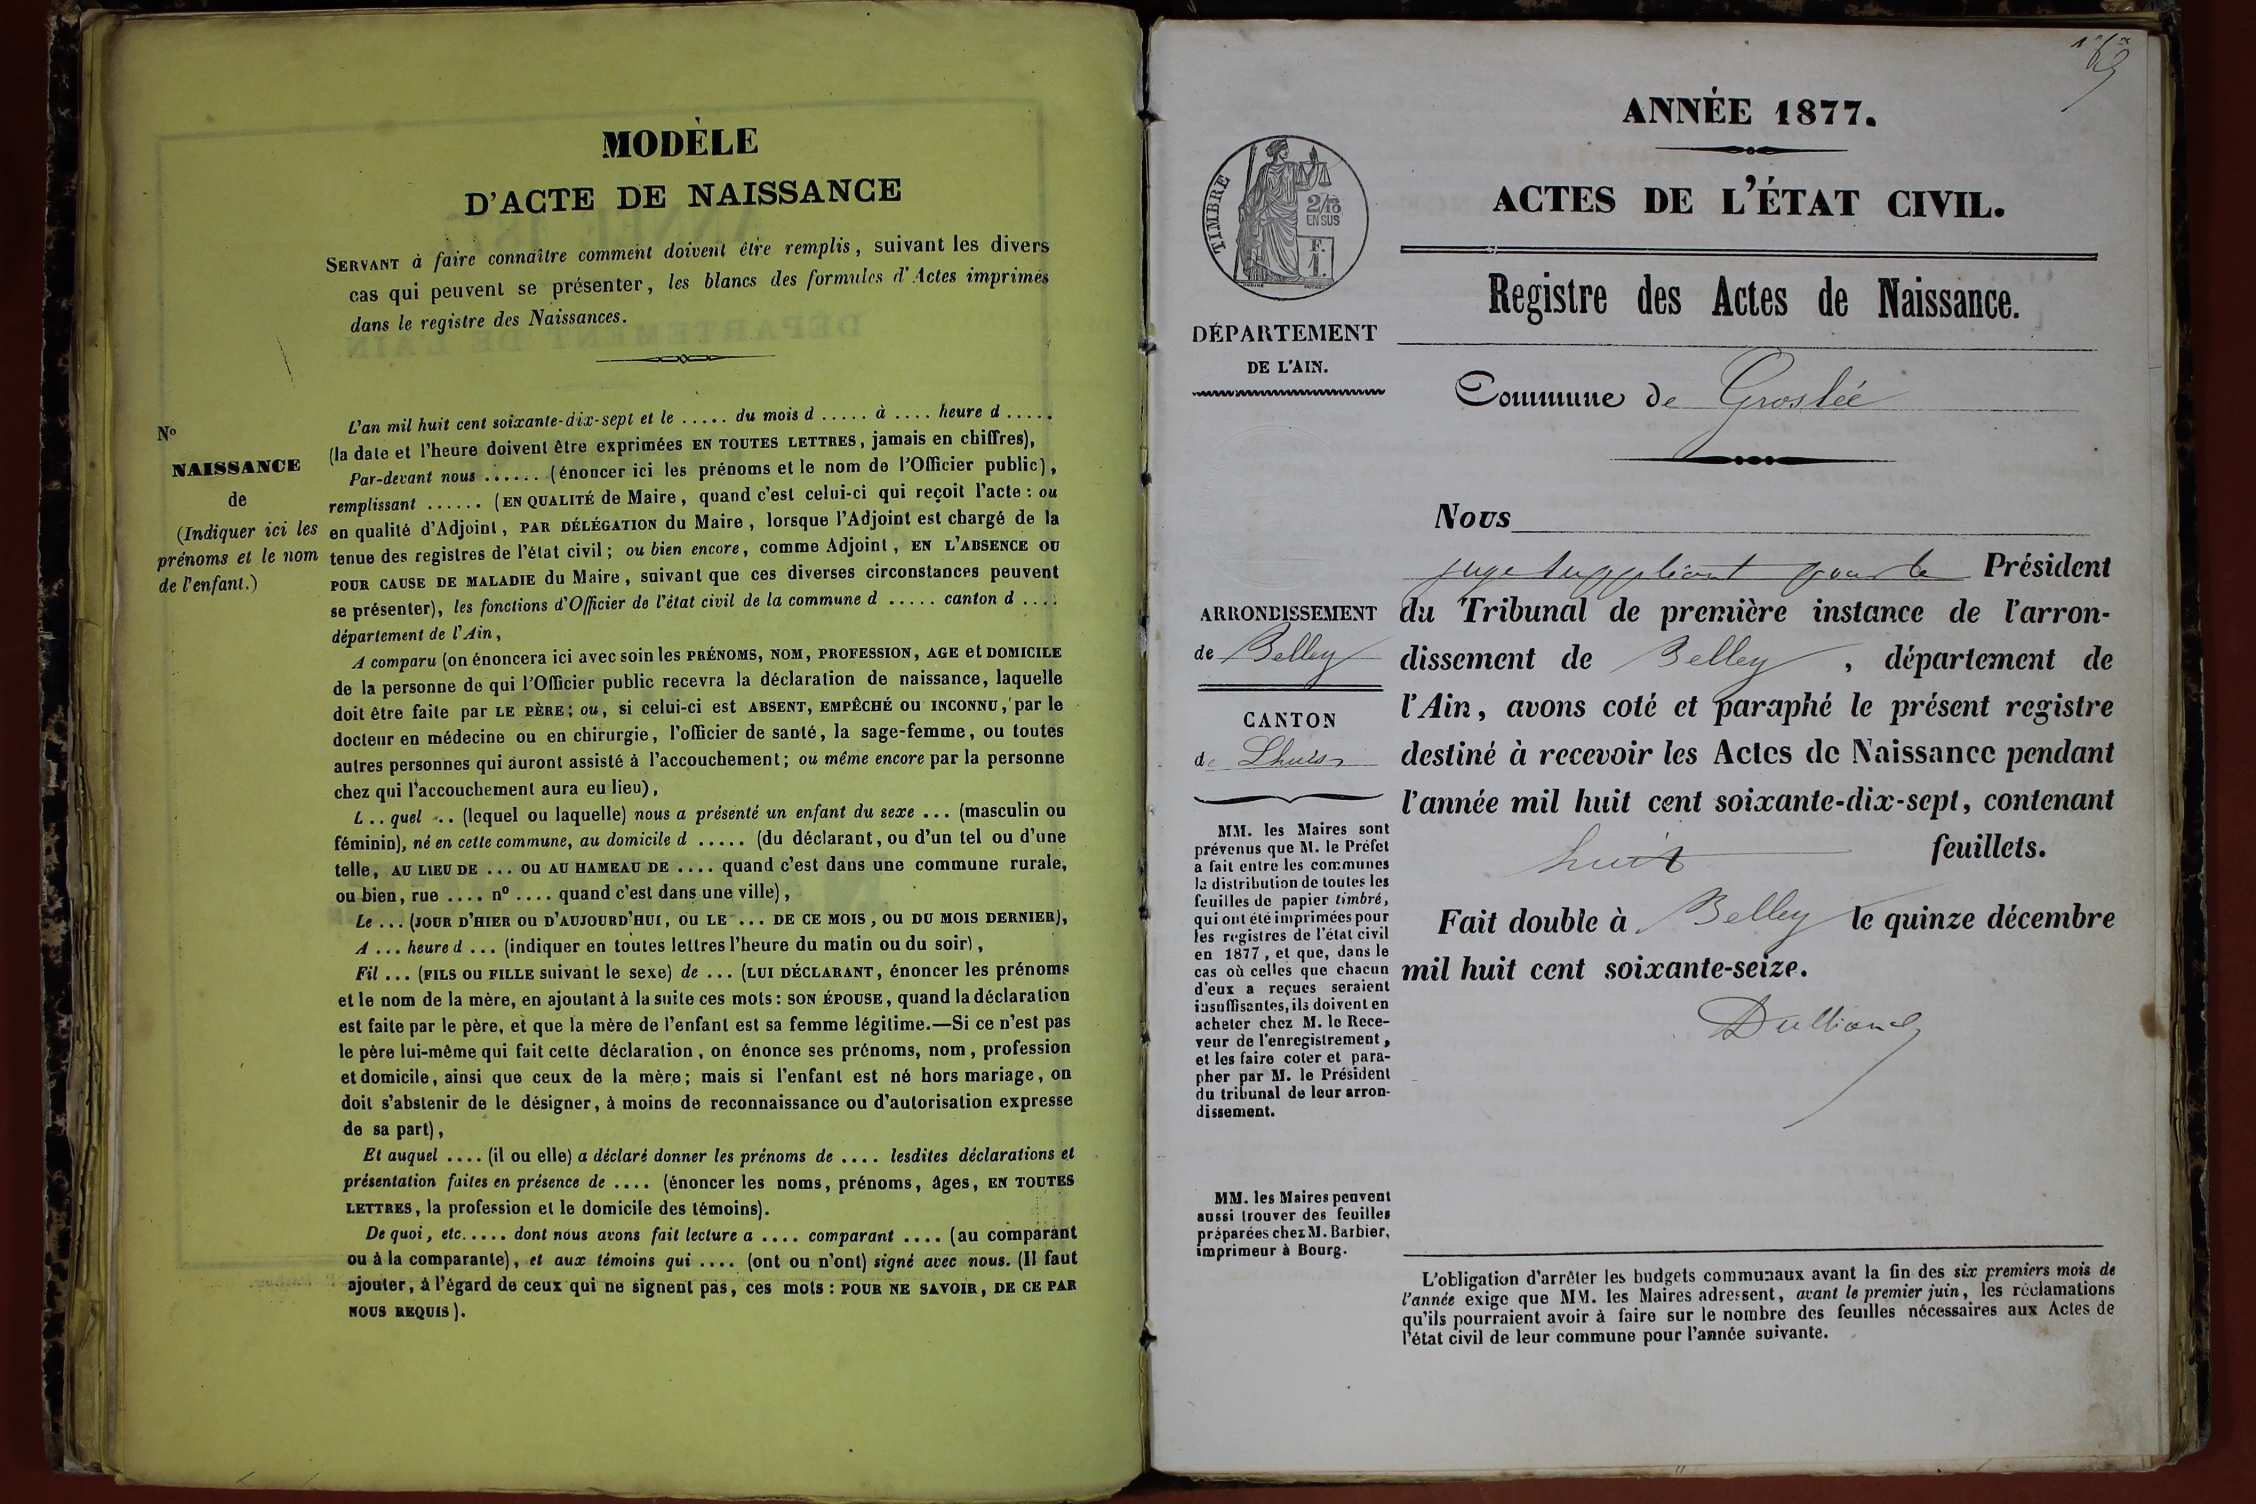 MODÈLE
D'ACTE DE NAISSANCE
SERVANT à faire connaître comment doivent être remplis, suivant les divers
cas qui peuvent se présenter, les blancs des formules d'Actes imprimés
dans le registre des Naissances.
N°
NAISSANCE
de
(Indiquer ici les
prénoms et le nom
de l'enfant.)
L'an mil huit cent soixante-dix-sept et le ..... du mois d ..... à .... heure d .....
(la date et l'heure doivent être exprimées EN TOUTES LETTRES, jamais en chiffres),
Par-devant nous ...... (énoncer ici les prénoms et le nom de l'Officier public),
remplissant ...... (EN QUALITÉ de Maire, quand c'est celui-ci qui reçoit l'acte : ou
en qualité d'Adjoint, PAR DÉLÉGATION du Maire, lorsque l'Adjoint est chargé de la
tenue des registres de l'état civil; ou bien encore, comme Adjoint, EN L'ABSENCE OU
POUR CAUSE DE MALADIE du Maire, suivant que ces diverses circonstances peuvent
se présenter), les fonctions d'Officier de l'état civil de la commune d ..... canton d ....
département de l'Ain,
A comparu (on énoncera ici avec soin les PRÉNOMS, NOM, PROFESSION, AGE et DOMICILE
de la personne de qui l'Officier public recevra la déclaration de naissance, laquelle
doit être faite par LE PÈRE; ou, si celui-ci est ABSENT, EMPÊCHÉ OU INCONNU, par le
docteur en médecine ou en chirurgie, l'officier de santé, la sage-femme, ou toutes
autres personnes qui auront assisté à l'accouchement; ou même encore par la personne
chez qui l'accouchement aura eu lieu),
L .. quel .. (lequel ou laquelle) nous a présenté un enfant du sexe ... (masculin ou
féminin), né en cette commune, au domicile d ..... (du déclarant, ou d'un tel ou d'une
telle, AU LIEU DE ... OU AU HAMEAU DE .... quand c'est dans une commune rurale,
ou bien, rue .... n° .... quand c'est dans une ville),
Le ... (JOUR D'HIER OU D'AUJOURD'HUI, OU LE ... DE CE MOIS, OU DU MOIS DERNIER),
A ... heure d ... (indiquer en toutes lettres l'heure du matin ou du soir),
Fil ... (FILS OU FILLE suivant le sexe) de ... (LUI DÉCLARANT, énoncer les prénoms
et le nom de la mère, en ajoutant à la suite ces mots : SON ÉPOUSE, quand la déclaration
est faite par le père, et que la mère de l'enfant est sa femme légitime.—Si ce n'est pas
le père lui-même qui fait cette déclaration, on énonce ses prénoms, nom, profession
et domicile, ainsi que ceux de la mère; mais si l'enfant est né hors mariage, on
doit s'abstenir de le désigner, à moins de reconnaissance ou d'autorisation expresse
de sa part),
Et auquel .... (il ou elle) a déclaré donner les prénoms de .... lesdites déclarations et
présentation faites en présence de .... (énoncer les noms, prénoms, âges, EN TOUTES
LETTRES, la profession et le domicile des témoins).
De quoi, etc..... dont nous avons fait lecture a .... comparant .... (au comparant
ou à la comparante), et aux témoins qui .... (ont ou n'ont) signé avec nous. (Il faut
ajouter, à l'égard de ceux qui ne signent pas, ces mots : POUR NE SAVOIR, DE CE PAR
NOUS REQUIS).
ANNÉE 1877.
ACTES DE L'ÉTAT CIVIL.
TIMBRE
2/10
EN SUS
F.
1.
Registre des Actes de Naissance.
DÉPARTEMENT
DE L'AIN.
Commune de Groslée
Nous
juge suppléant pour le Président
du Tribunal de première instance de l'arron-
dissement de Belley, département de
l'Ain, avons coté et paraphé le présent registre
destiné à recevoir les Actes de Naissance pendant
l'année mil huit cent soixante-dix-sept, contenant
huit feuillets.
Fait double à Belley le quinze décembre
mil huit cent soixante-seize.
ARRONDISSEMENT
de Belley
CANTON
de Lhuis
MM. les Maires sont
prévenus que M. le Préfet
a fait entre les communes
la distribution de toutes les
feuilles de papier timbré,
qui ont été imprimées pour
les registres de l'état civil
en 1877, et que, dans le
cas où celles que chacun
d'eux a reçues seraient
insuffisantes, ils doivent en
acheter chez M. le Rece-
veur de l'enregistrement,
et les faire coter et para-
pher par M. le Président
du tribunal de leur arron-
dissement.
MM. les Maires peuvent
aussi trouver des feuilles
préparées chez M. Barbier,
imprimeur à Bourg.
L'obligation d'arrêter les budgets communaux avant la fin des six premiers mois de
l'année exige que MM. les Maires adressent, avant le premier juin, les réclamations
qu'ils pourraient avoir à faire sur le nombre des feuilles nécessaires aux Actes de
l'état civil de leur commune pour l'année suivante.